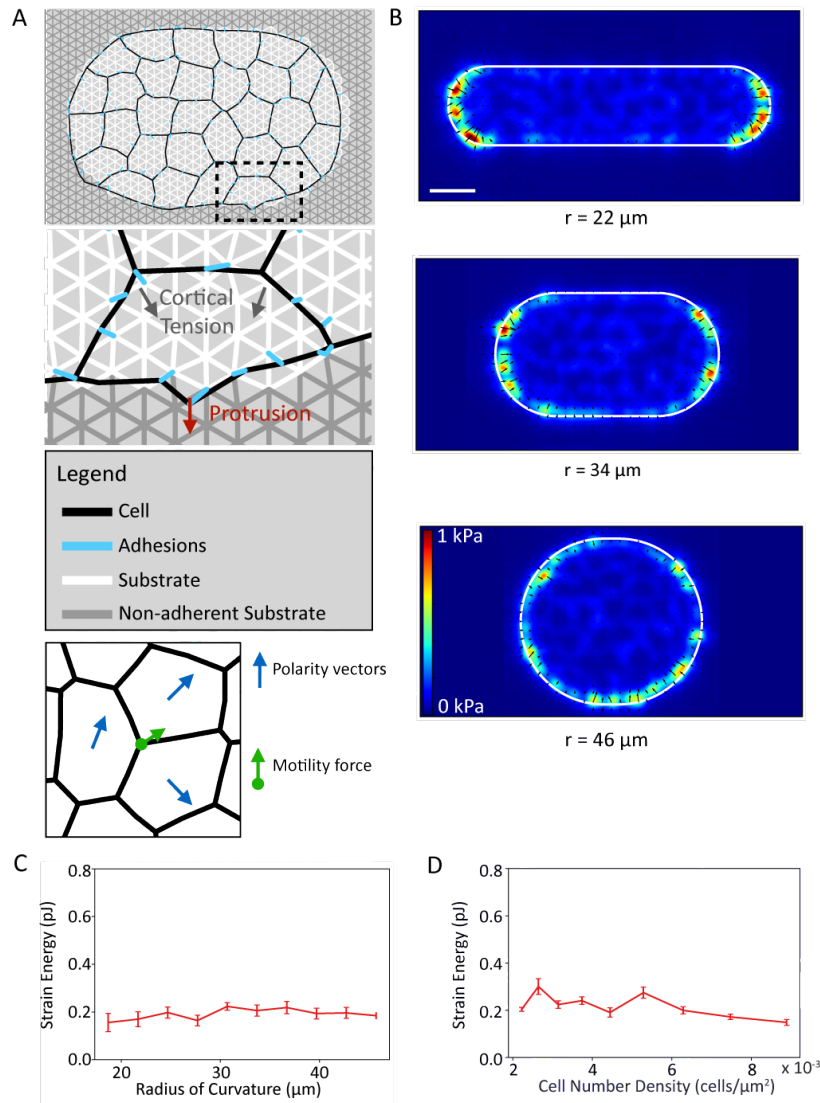 A
Cortical
Tension
Protrusion
Legend
Cell
Adhesions
Substrate
Non-adherent Substrate
Polarity vectors
Motility force
B
r = 22 µm
r = 34 µm
1 kPa
0 kPa
r = 46 µm
C
Strain Energy (pJ)
0.8
0.6
0.4
0.2
0.0
20
30
40
Radius of Curvature (µm)
D
Strain Energy (pJ)
0.8
0.6
0.4
0.2
0.0
2
4
6
8
x 10⁻³
Cell Number Density (cells/µm²)